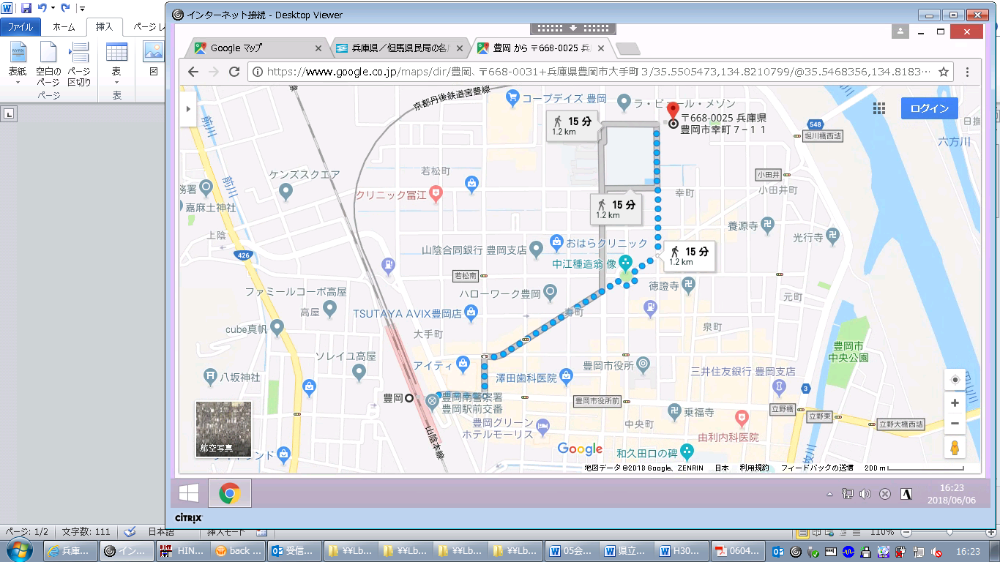 インターネット接続 - Desktop Viewer
ファイル
ホーム
挿入
ページ レ
表紙
空白の
ページ
ページ
区切り
表
図
ページ
表
Google マップ
兵庫県／但馬県民局の名
豊岡 から 〒668-0025 兵
https://www.google.co.jp/maps/dir/豊岡、〒668-0031+兵庫県豊岡市大手町３/35.5505473,134.8210799/@35.5468356,134.8183…
ログイン
京都丹後鉄道宮豊線
コープデイズ 豊岡
ラ・ピエール・メゾン
〒668-0025 兵庫県
豊岡市幸町７－１１
15 分
1.2 km
548
堀川橋西詰
日撫
六方川
前川
前川
ケンズスクエア
若松町
務署
嘉麻土神社
クリニック冨江
小田井
小田井町
幸町
15 分
1.2 km
養源寺
光行寺
上陰
426
山陰合同銀行 豊岡支店
おはらクリニック
15 分
1.2 km
中江種造翁 像
若松南
徳證寺
ファミールコーポ高屋
ハローワーク豊岡
元町
高屋
TSUTAYA AVIX豊岡店
寿町
cube真帆
大手町
泉町
豊岡市
中央公園
ソレイユ高屋
アイティ
豊岡市役所
三井住友銀行 豊岡支店
八坂神社
澤田歯科医院
3
豊岡
豊岡南警察署
豊岡駅前交番
豊岡市役所前
立野橋
立野東
立野大橋西詰
乗福寺
中央町
豊岡グリーン
ホテルモーリス
由利内科医院
山陰本線
航空写真
Google
和久田口の碑
地図データ ©2018 Google、ZENRIN
日本
利用規約
フィードバックの送信
200 m
A
16:23
2018/06/06
CITRIX
ページ: 1/2
文字数: 111
日本語
挿入モード
110%
兵庫…
イン…
HIN…
back …
受信…
¥¥Lb…
¥¥Lb…
¥¥Lb…
¥¥Lb…
05会…
県立…
H30…
0604…
16:23